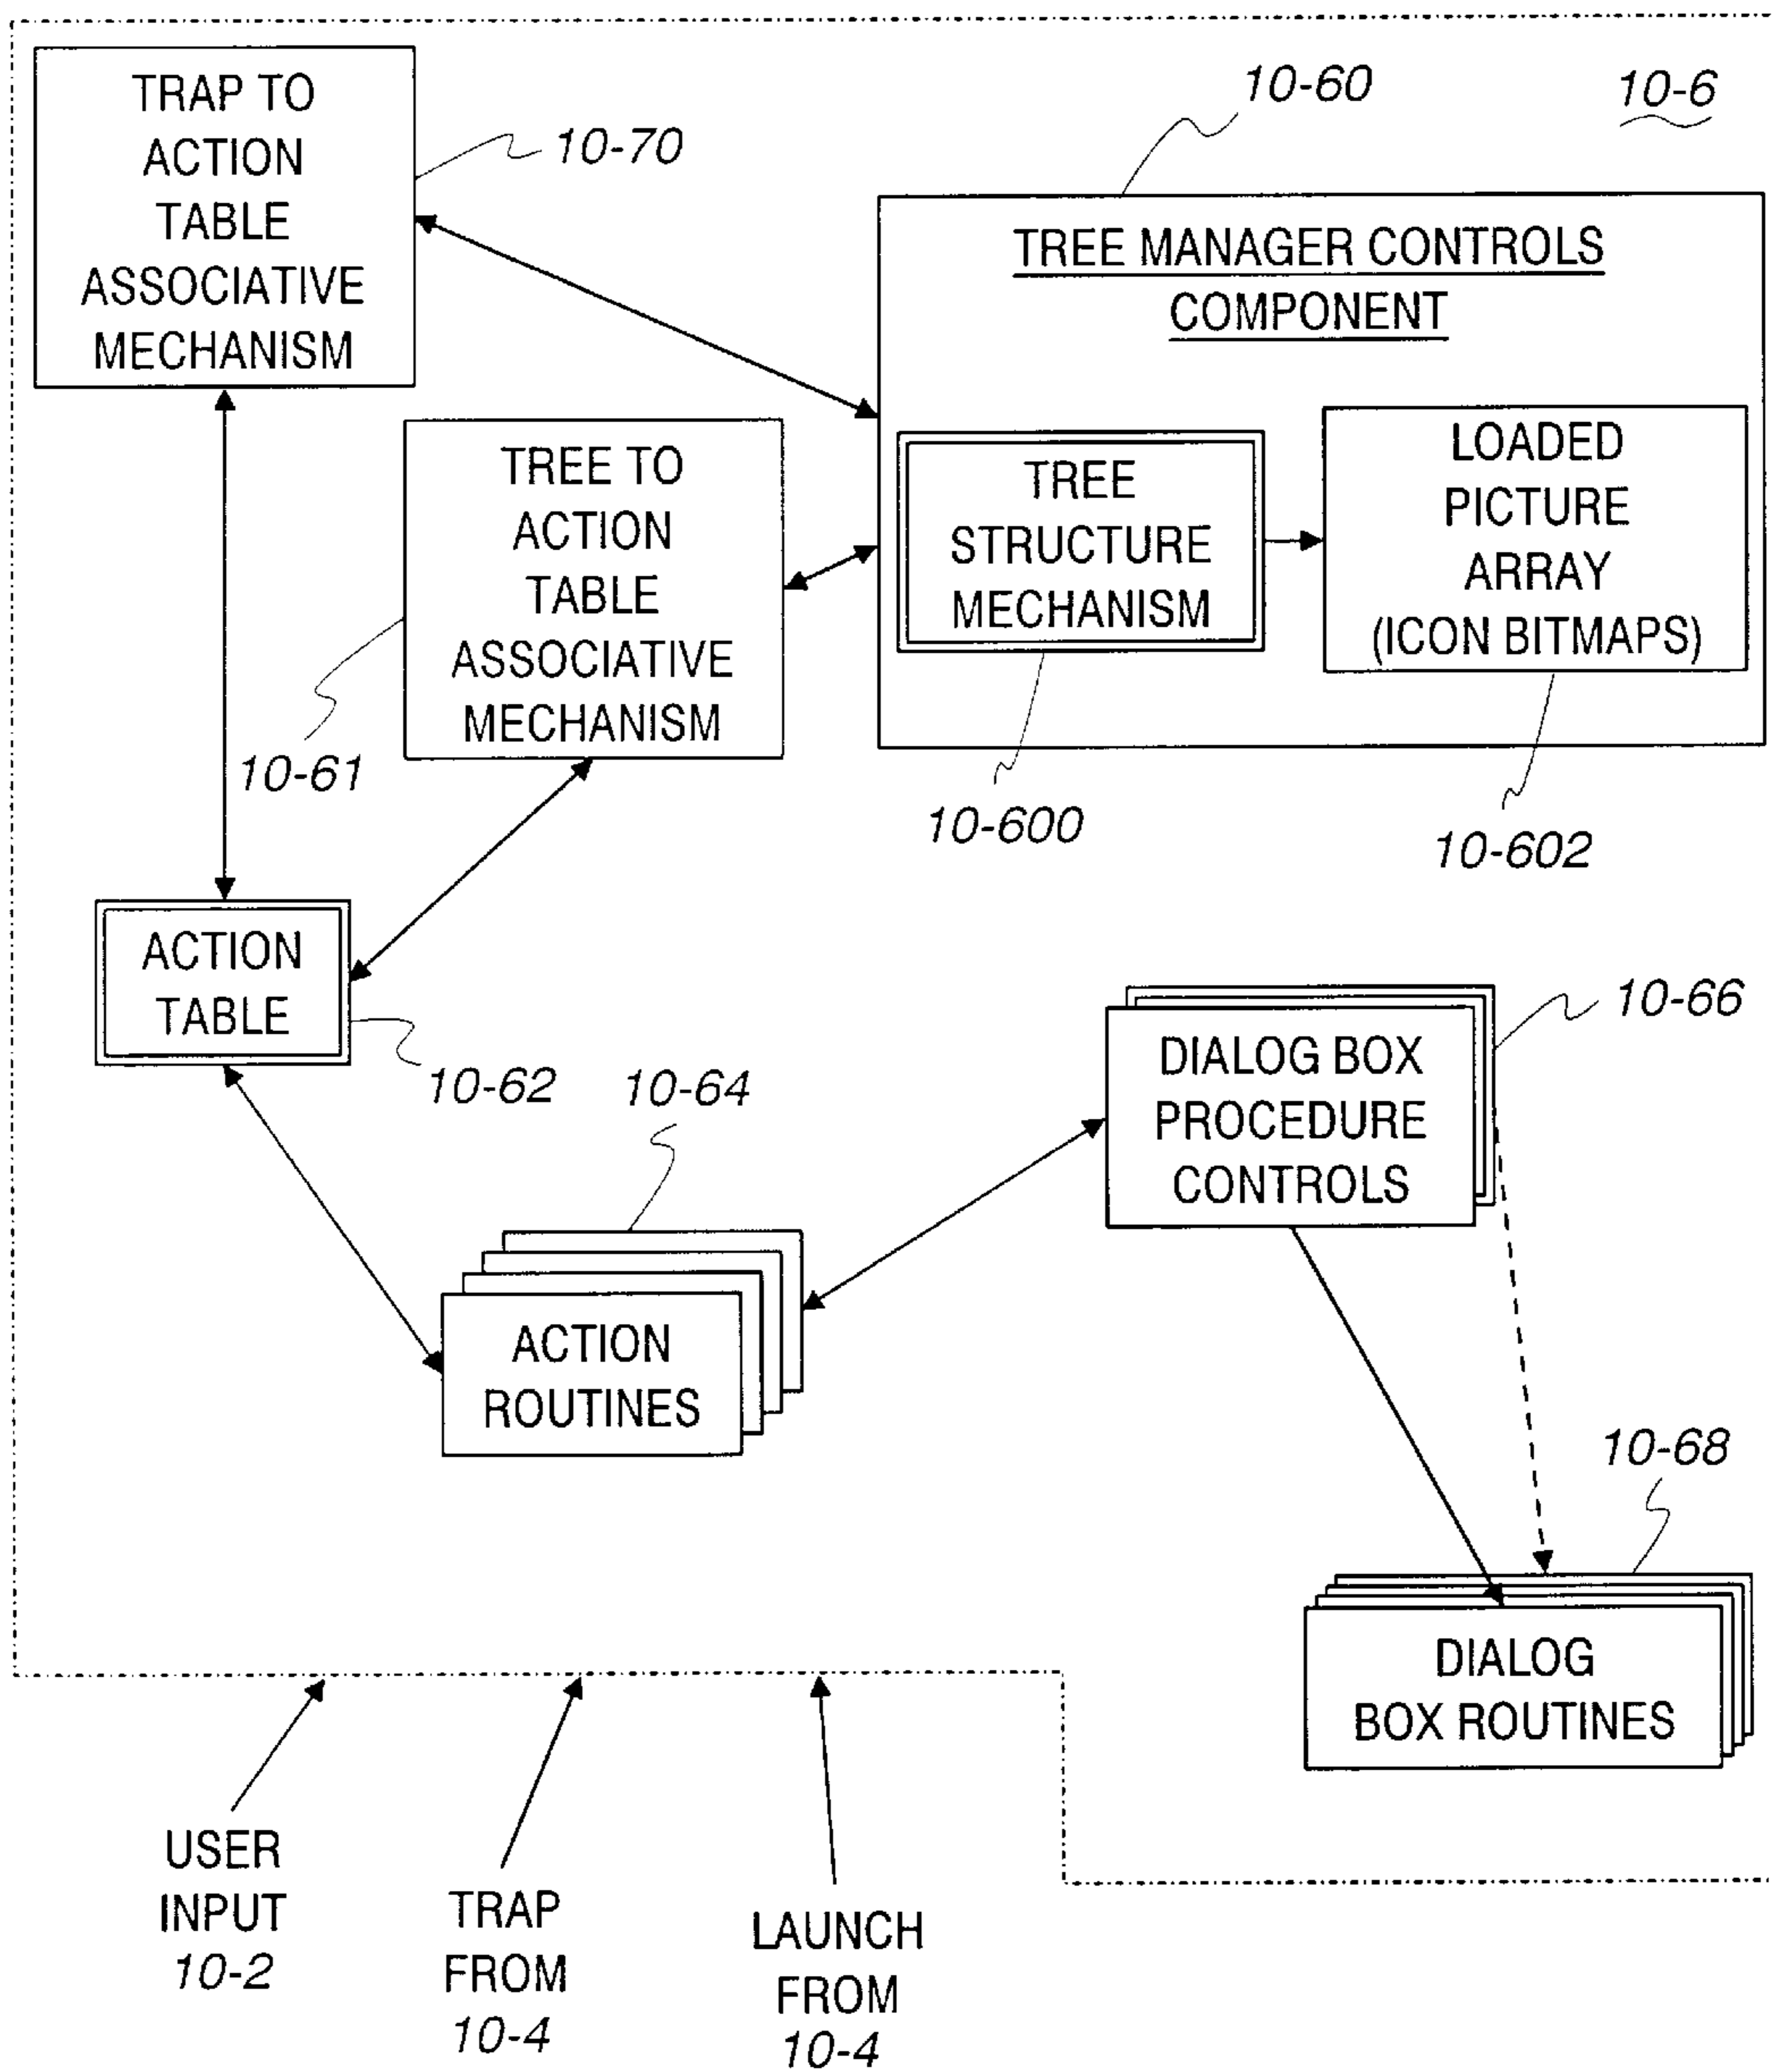 TRAP TO
ACTION
TABLE
ASSOCIATIVE
MECHANISM
10-70
10-60
10-6
TREE MANAGER CONTROLS
COMPONENT
TREE TO
ACTION
TABLE
ASSOCIATIVE
MECHANISM
10-61
TREE
STRUCTURE
MECHANISM
10-600
LOADED
PICTURE
ARRAY
(ICON BITMAPS)
10-602
ACTION
TABLE
10-62
10-64
ACTION
ROUTINES
10-66
DIALOG BOX
PROCEDURE
CONTROLS
10-68
DIALOG
BOX ROUTINES
USER
INPUT
10-2
TRAP
FROM
10-4
LAUNCH
FROM
10-4